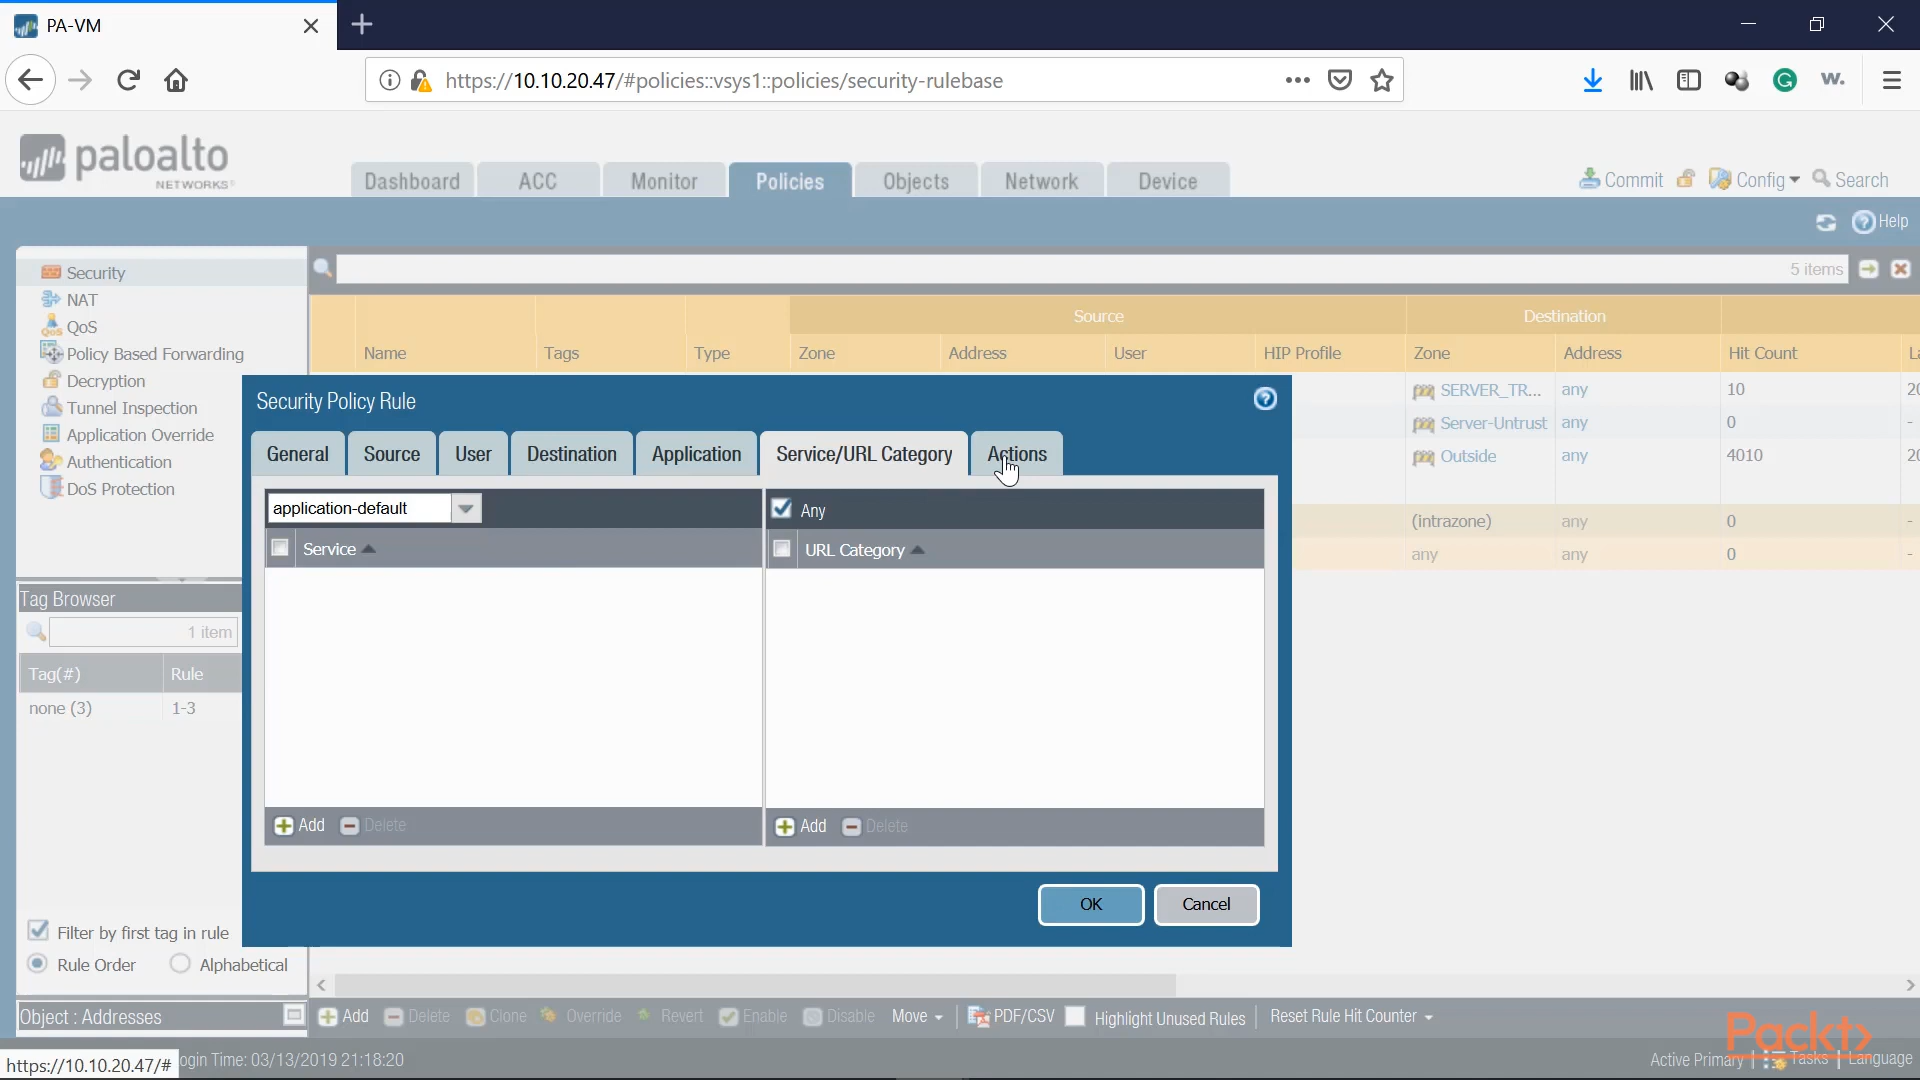 PA-VM
https://10.10.20.47/#policies::vsys1::policies/security-rulebase
paloalto
NETWORKS
Dashboard ACC Monitor Policies Objects Network Device
Commit Config Search
Help
Security
NAT
QoS
Policy Based Forwarding
Decryption
Tunnel Inspection
Application Override
Authentication
DoS Protection
5 items
Source Destination
Name Tags Type Zone Address User HIP Profile Zone Address Hit Count
SERVER_TR... any 10
Server-Untrust any 0 -
Outside any 4010
(intrazone) any 0 -
any any 0 -
Security Policy Rule
General Source User Destination Application Service/URL Category Actions
application-default
Any
Service
URL Category
Add Delete
Add Delete
OK Cancel
Tag Browser
1 item
Tag(#) Rule
none (3) 1-3
Filter by first tag in rule
Rule Order Alphabetical
Object : Addresses
Add Delete Clone Override Revert Enable Disable Move PDF/CSV Highlight Unused Rules Reset Rule Hit Counter
Packt>
https://10.10.20.47/#
ogin Time: 03/13/2019 21:18:20
Active Primary | Tasks | Language